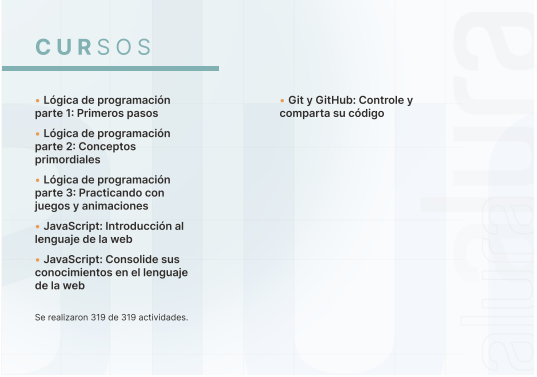 CURSOS
• Lógica de programación
parte 1: Primeros pasos
• Lógica de programación
parte 2: Conceptos
primordiales
• Lógica de programación
parte 3: Practicando con
juegos y animaciones
• JavaScript: Introducción al
lenguaje de la web
• JavaScript: Consolide sus
conocimientos en el lenguaje
de la web
Se realizaron 319 de 319 actividades.
• Git y GitHub: Controle y
comparta su código
alura
alura